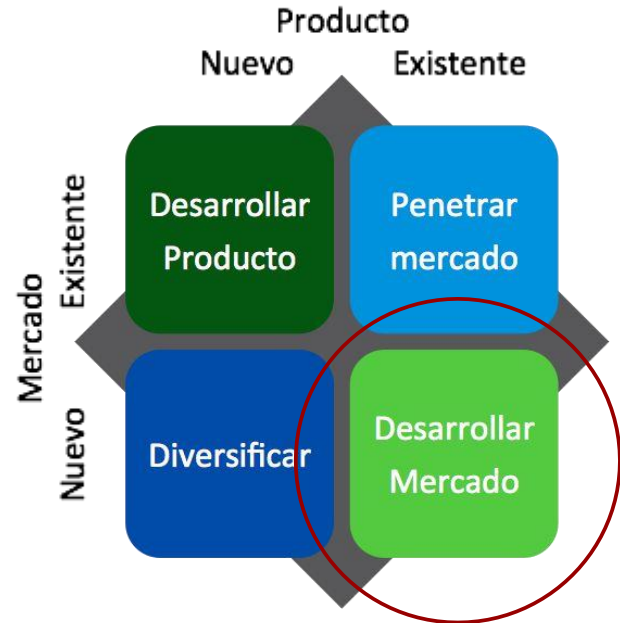 Producto
Nuevo Existente
Mercado
Existente
Desarrollar
Producto
Penetrar
mercado
Nuevo
Diversificar
Desarrollar
Mercado